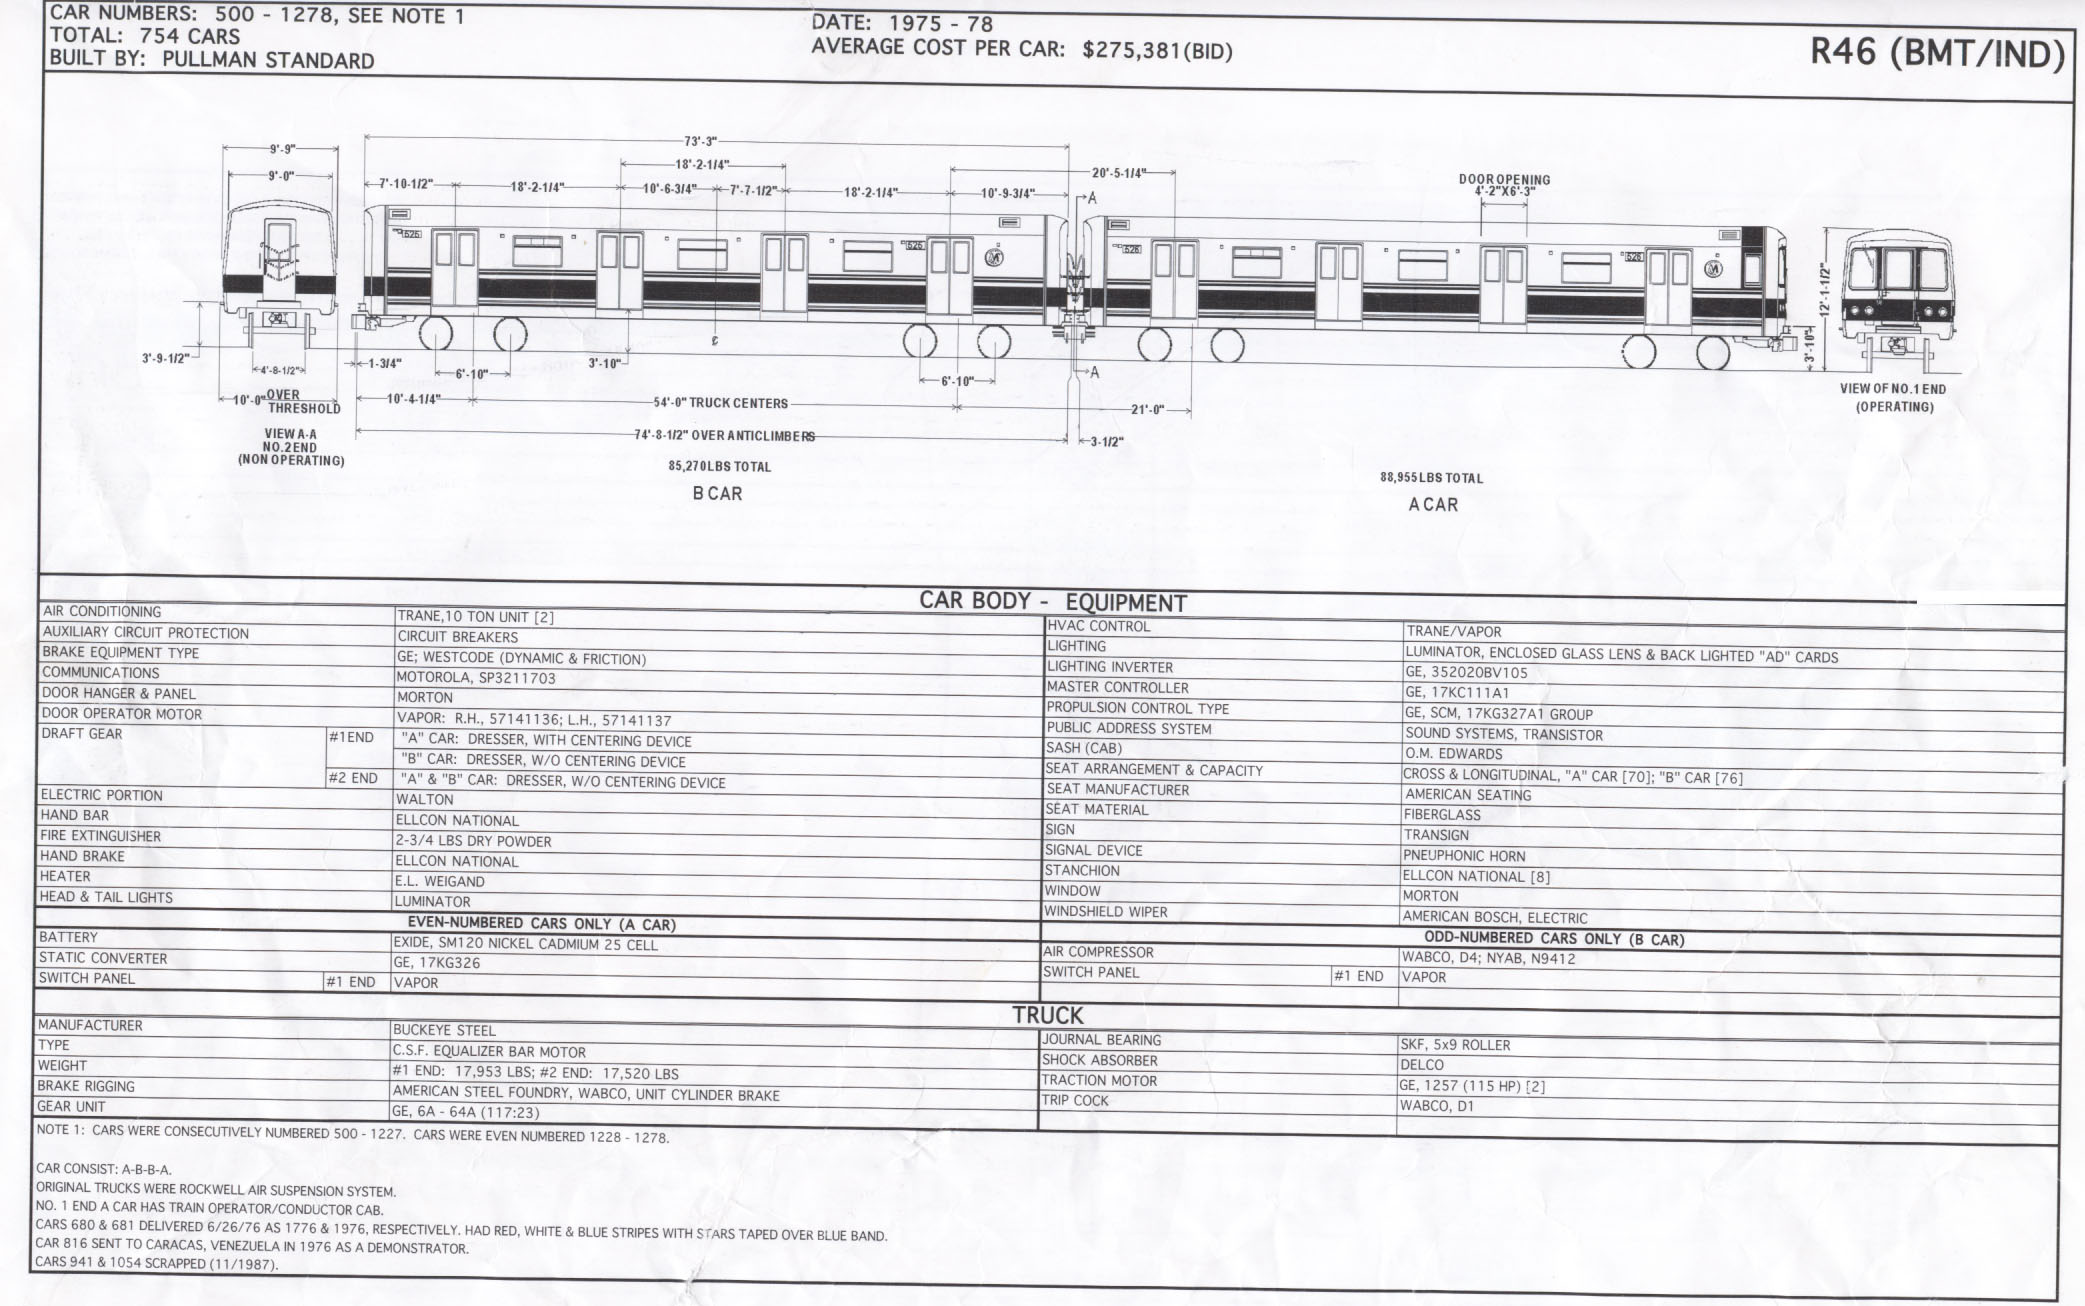 CAR NUMBERS: 500 - 1278, SEE NOTE 1
TOTAL: 754 CARS
BUILT BY: PULLMAN STANDARD
DATE: 1975 - 78
AVERAGE COST PER CAR: $275,381(BID)
R46 (BMT/IND)
9'-9"
9'-0"
73'-3"
18'-2-1/4"
20'-5-1/4"
7'-10-1/2"
18'-2-1/4"
10'-6-3/4"
7'-7-1/2"
18'-2-1/4"
10'-9-3/4"
A
DOOR OPENING
4'-2"X6'-3"
526
526
526
526
M
M
12'-1-1/2"
3'-9-1/2"
4'-8-1/2"
1-3/4"
6'-10"
3'-10"
6'-10"
A
3'-10"
10'-0" OVER THRESHOLD
10'-4-1/4"
54'-0" TRUCK CENTERS
21'-0"
74'-8-1/2" OVER ANTICLIMBERS
3-1/2"
VIEW A-A
NO.2 END
(NON OPERATING)
85,270LBS TOTAL
B CAR
88,955LBS TOTAL
A CAR
VIEW OF NO.1 END
(OPERATING)
CAR BODY - EQUIPMENT
AIR CONDITIONING TRANE,10 TON UNIT [2]
AUXILIARY CIRCUIT PROTECTION CIRCUIT BREAKERS
BRAKE EQUIPMENT TYPE GE; WESTCODE (DYNAMIC & FRICTION)
COMMUNICATIONS MOTOROLA, SP3211703
DOOR HANGER & PANEL MORTON
DOOR OPERATOR MOTOR VAPOR: R.H., 57141136; L.H., 57141137
DRAFT GEAR #1END "A" CAR: DRESSER, WITH CENTERING DEVICE
"B" CAR: DRESSER, W/O CENTERING DEVICE
#2 END "A" & "B" CAR: DRESSER, W/O CENTERING DEVICE
ELECTRIC PORTION WALTON
HAND BAR ELLCON NATIONAL
FIRE EXTINGUISHER 2-3/4 LBS DRY POWDER
HAND BRAKE ELLCON NATIONAL
HEATER E.L. WEIGAND
HEAD & TAIL LIGHTS LUMINATOR
EVEN-NUMBERED CARS ONLY (A CAR)
BATTERY EXIDE, SM120 NICKEL CADMIUM 25 CELL
STATIC CONVERTER GE, 17KG326
SWITCH PANEL #1 END VAPOR
HVAC CONTROL TRANE/VAPOR
LIGHTING LUMINATOR, ENCLOSED GLASS LENS & BACK LIGHTED "AD" CARDS
LIGHTING INVERTER GE, 352020BV105
MASTER CONTROLLER GE, 17KC111A1
PROPULSION CONTROL TYPE GE, SCM, 17KG327A1 GROUP
PUBLIC ADDRESS SYSTEM SOUND SYSTEMS, TRANSISTOR
SASH (CAB) O.M. EDWARDS
SEAT ARRANGEMENT & CAPACITY CROSS & LONGITUDINAL, "A" CAR [70]; "B" CAR [76]
SEAT MANUFACTURER AMERICAN SEATING
SEAT MATERIAL FIBERGLASS
SIGN TRANSIGN
SIGNAL DEVICE PNEUPHONIC HORN
STANCHION ELLCON NATIONAL [8]
WINDOW MORTON
WINDSHIELD WIPER AMERICAN BOSCH, ELECTRIC
ODD-NUMBERED CARS ONLY (B CAR)
AIR COMPRESSOR WABCO, D4; NYAB, N9412
SWITCH PANEL #1 END VAPOR
TRUCK
MANUFACTURER BUCKEYE STEEL
TYPE C.S.F. EQUALIZER BAR MOTOR
WEIGHT #1 END: 17,953 LBS; #2 END: 17,520 LBS
BRAKE RIGGING AMERICAN STEEL FOUNDRY, WABCO, UNIT CYLINDER BRAKE
GEAR UNIT GE, 6A - 64A (117:23)
JOURNAL BEARING SKF, 5x9 ROLLER
SHOCK ABSORBER DELCO
TRACTION MOTOR GE, 1257 (115 HP) [2]
TRIP COCK WABCO, D1
NOTE 1: CARS WERE CONSECUTIVELY NUMBERED 500 - 1227. CARS WERE EVEN NUMBERED 1228 - 1278.
CAR CONSIST: A-B-B-A.
ORIGINAL TRUCKS WERE ROCKWELL AIR SUSPENSION SYSTEM.
NO. 1 END A CAR HAS TRAIN OPERATOR/CONDUCTOR CAB.
CARS 680 & 681 DELIVERED 6/26/76 AS 1776 & 1976, RESPECTIVELY. HAD RED, WHITE & BLUE STRIPES WITH STARS TAPED OVER BLUE BAND.
CAR 816 SENT TO CARACAS, VENEZUELA IN 1976 AS A DEMONSTRATOR.
CARS 941 & 1054 SCRAPPED (11/1987).